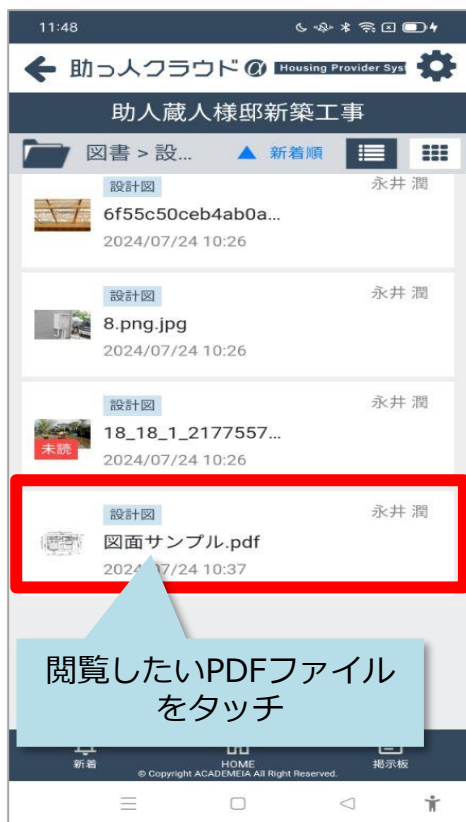 11:48
助っ人クラウド α Housing Provider Sys
助人蔵人様邸新築工事
図書 > 設... ▲ 新着順
設計図 永井 潤
6f55c50ceb4ab0a...
2024/07/24 10:26
設計図 永井 潤
8.png.jpg
2024/07/24 10:26
設計図 永井 潤
18_18_1_2177557...
未読
2024/07/24 10:26
設計図 永井 潤
図面サンプル.pdf
2024/07/24 10:37
閲覧したいPDFファイル
をタッチ
新着 HOME 掲示板
© Copyright ACADEMEIA All Right Reserved.